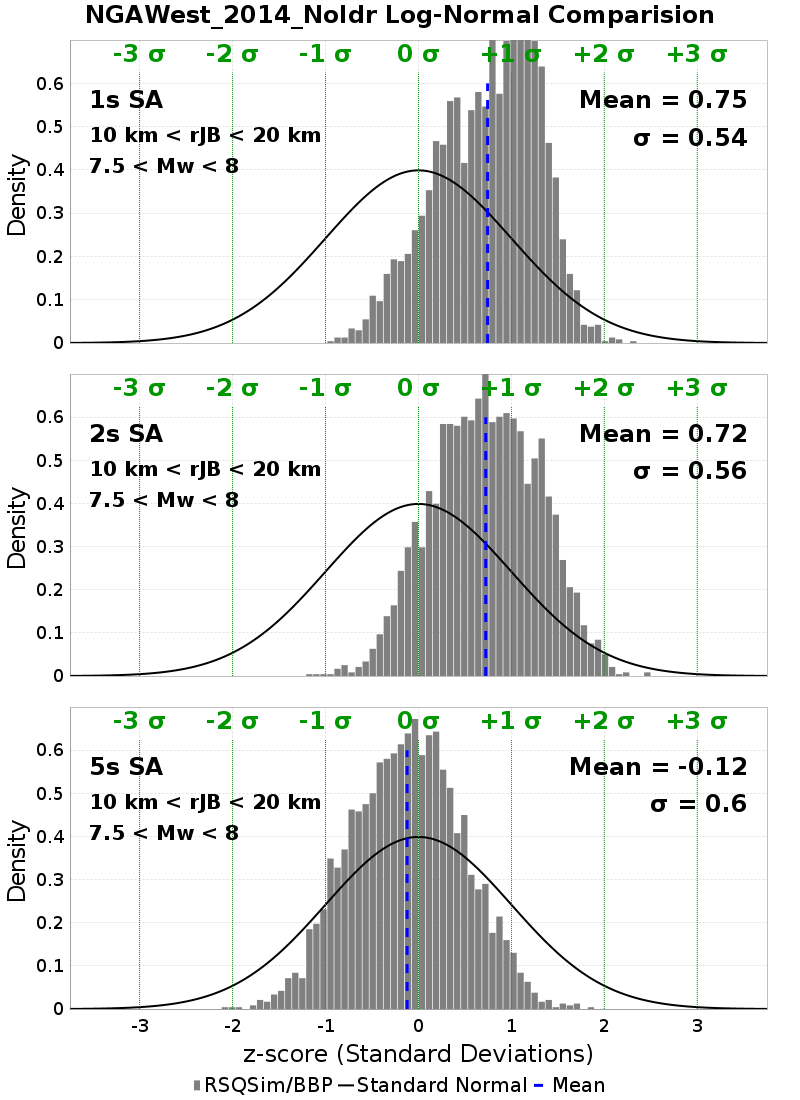 NGAWest_2014_NoIdr Log-Normal Comparision
-3 σ -2 σ -1 σ 0 σ +1 σ +2 σ +3 σ
1s SA Mean = 0.75
10 km < rJB < 20 km σ = 0.54
7.5 < Mw < 8
0.6
0.5
0.4
0.3
0.2
0.1
0
Density
-3 σ -2 σ -1 σ 0 σ +1 σ +2 σ +3 σ
2s SA Mean = 0.72
10 km < rJB < 20 km σ = 0.56
7.5 < Mw < 8
0.6
0.5
0.4
0.3
0.2
0.1
0
Density
-3 σ -2 σ -1 σ 0 σ +1 σ +2 σ +3 σ
5s SA Mean = -0.12
10 km < rJB < 20 km σ = 0.6
7.5 < Mw < 8
0.6
0.5
0.4
0.3
0.2
0.1
0
Density
-3 -2 -1 0 1 2 3
z-score (Standard Deviations)
RSQSim/BBP Standard Normal Mean